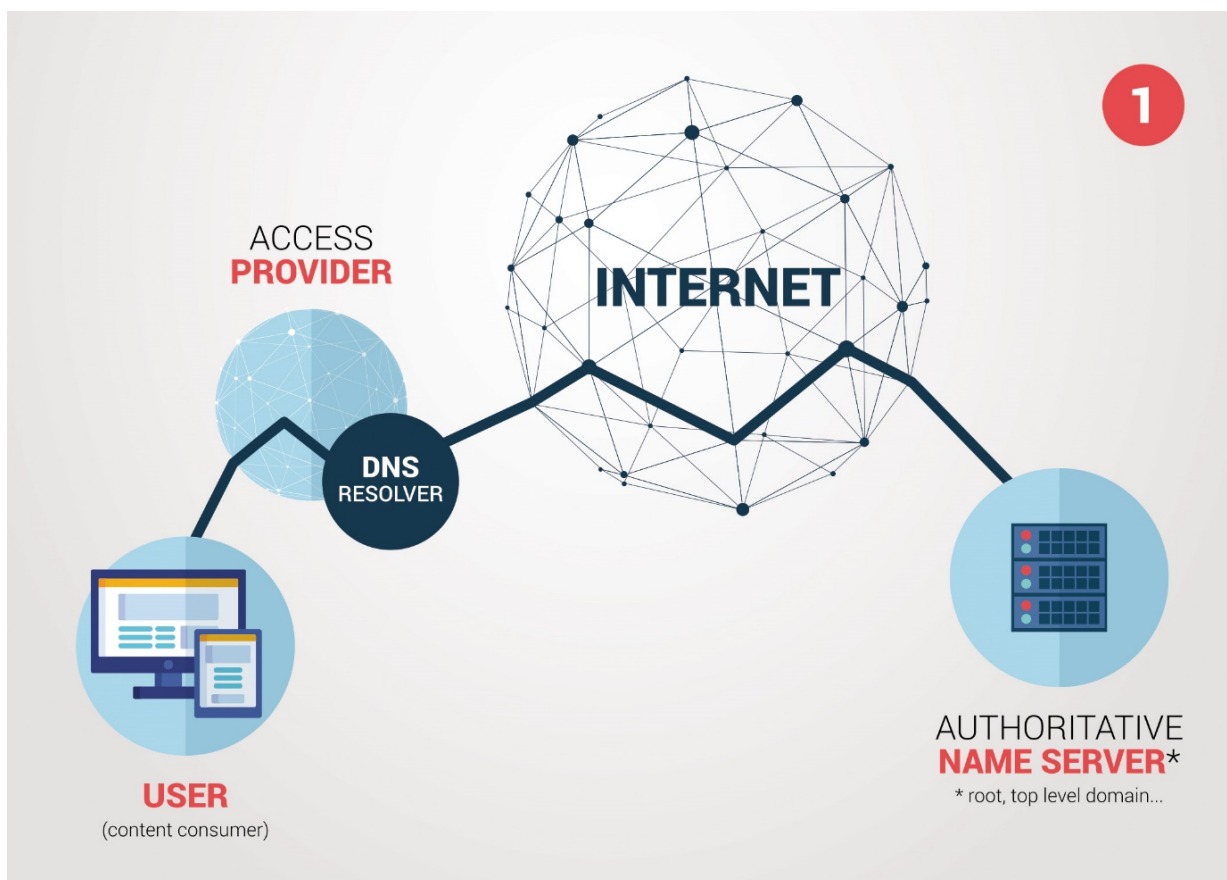 1
ACCESS
PROVIDER
INTERNET
DNS
RESOLVER
USER
(content consumer)
AUTHORITATIVE
NAME SERVER*
* root, top level domain...